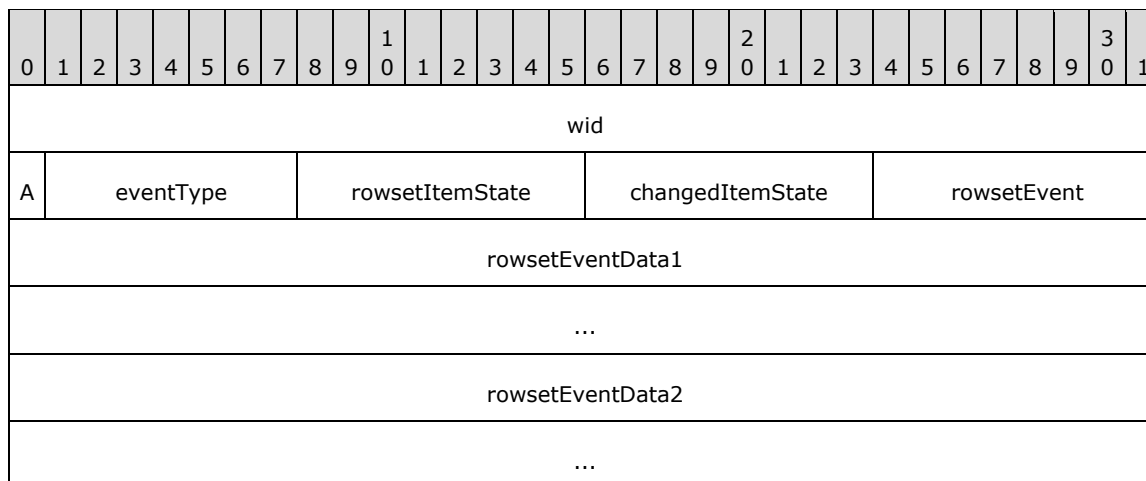 1 2 3
0 1 2 3 4 5 6 7 8 9 0 1 2 3 4 5 6 7 8 9 0 1 2 3 4 5 6 7 8 9 0 1
wid
A eventType rowsetItemState changedItemState rowsetEvent
rowsetEventData1
...
rowsetEventData2
...